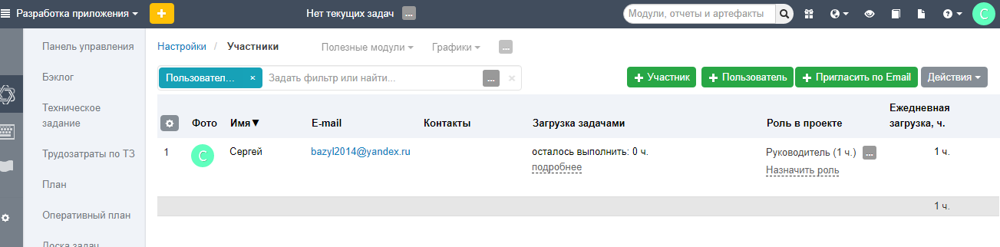 Разработка приложения
Нет текущих задач
...
Модули, отчеты и артефакты
С
Панель управления
Бэклог
Техническое
задание
Трудозатраты по ТЗ
План
Оперативный план
Доска задач
Настройки / Участники
Полезные модули
Графики
...
Пользовател... ×
Задать фильтр или найти...
... ×
+ Участник
+ Пользователь
+ Пригласить по Email
Действия
Фото
Имя▼
E-mail
Контакты
Загрузка задачами
Роль в проекте
Ежедневная
загрузка, ч.
1
С
Сергей
bazyl2014@yandex.ru
осталось выполнить: 0 ч.
подробнее
Руководитель (1 ч.) ...
Назначить роль
1 ч.
1 ч.